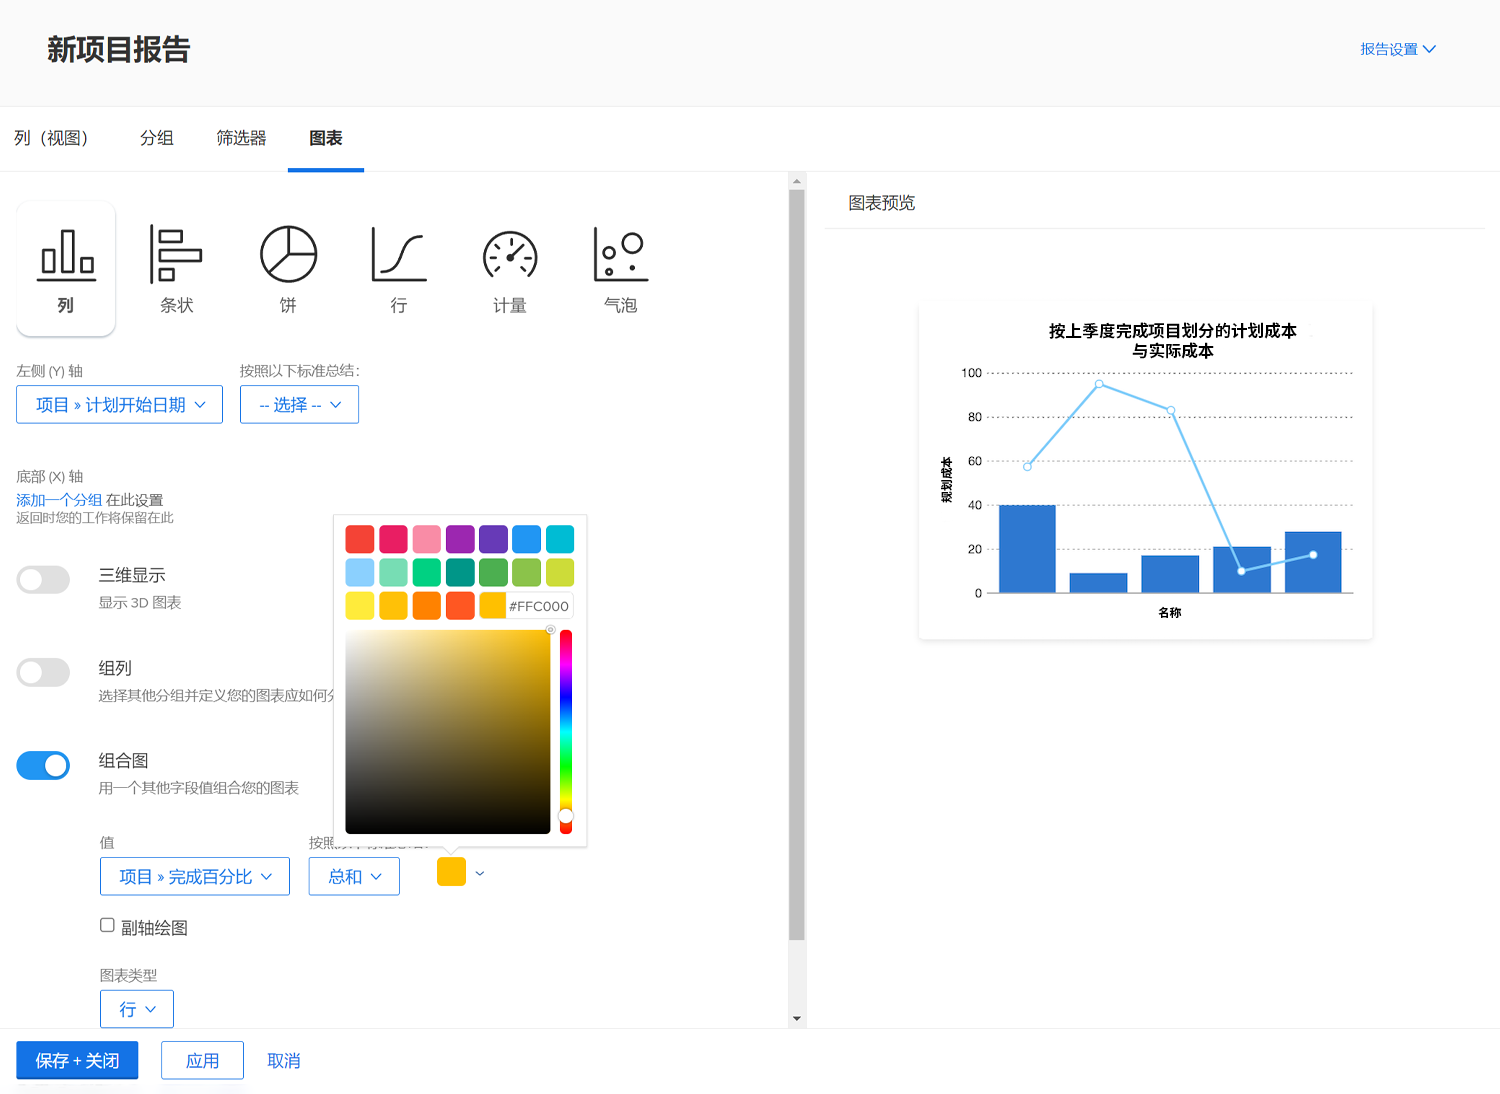 新项目报告
报告设置
列（视图）
分组
筛选器
图表
列
条状
饼
行
计量
气泡
图表预览
左侧 (Y) 轴
按照以下标准总结:
项目 » 计划开始日期
-- 选择 --
底部 (X) 轴
添加一个分组 在此设置
返回时您的工作将保留在此
三维显示
显示 3D 图表
组列
选择其他分组并定义您的图表应如何
组合图
用一个其他字段值组合您的图表
#FFC000
值
项目 » 完成百分比
总和
副轴绘图
图表类型
行
保存 + 关闭
应用
取消
按上季度完成项目划分的计划成本
与实际成本
100
80
60
40
20
0
规划成本
名称